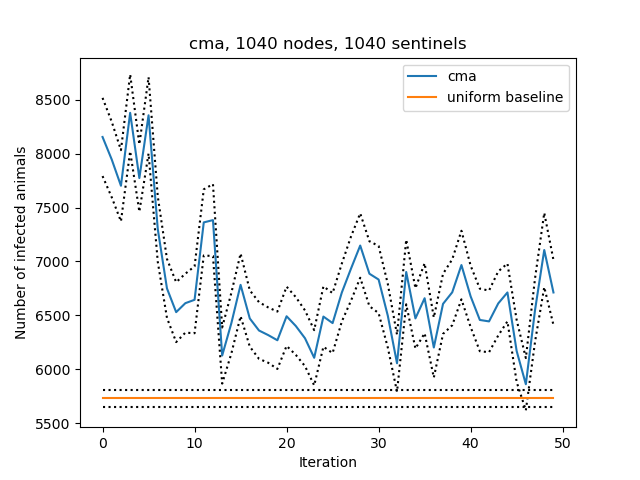 cma, 1040 nodes, 1040 sentinels
cma
uniform baseline
Number of infected animals
8500
8000
7500
7000
6500
6000
5500
0 10 20 30 40 50
Iteration